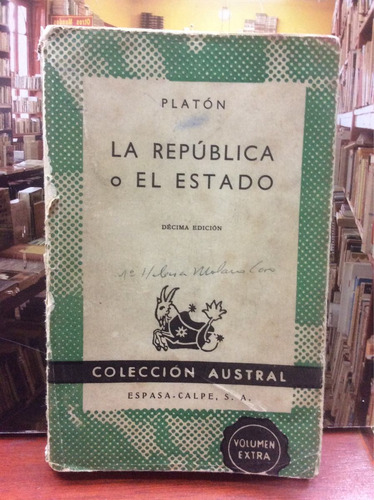 PLATÓN
LA REPÚBLICA
o EL ESTADO
DÉCIMA EDICIÓN
COLECCIÓN AUSTRAL
ESPASA-CALPE, S. A.
VOLUMEN
EXTRA